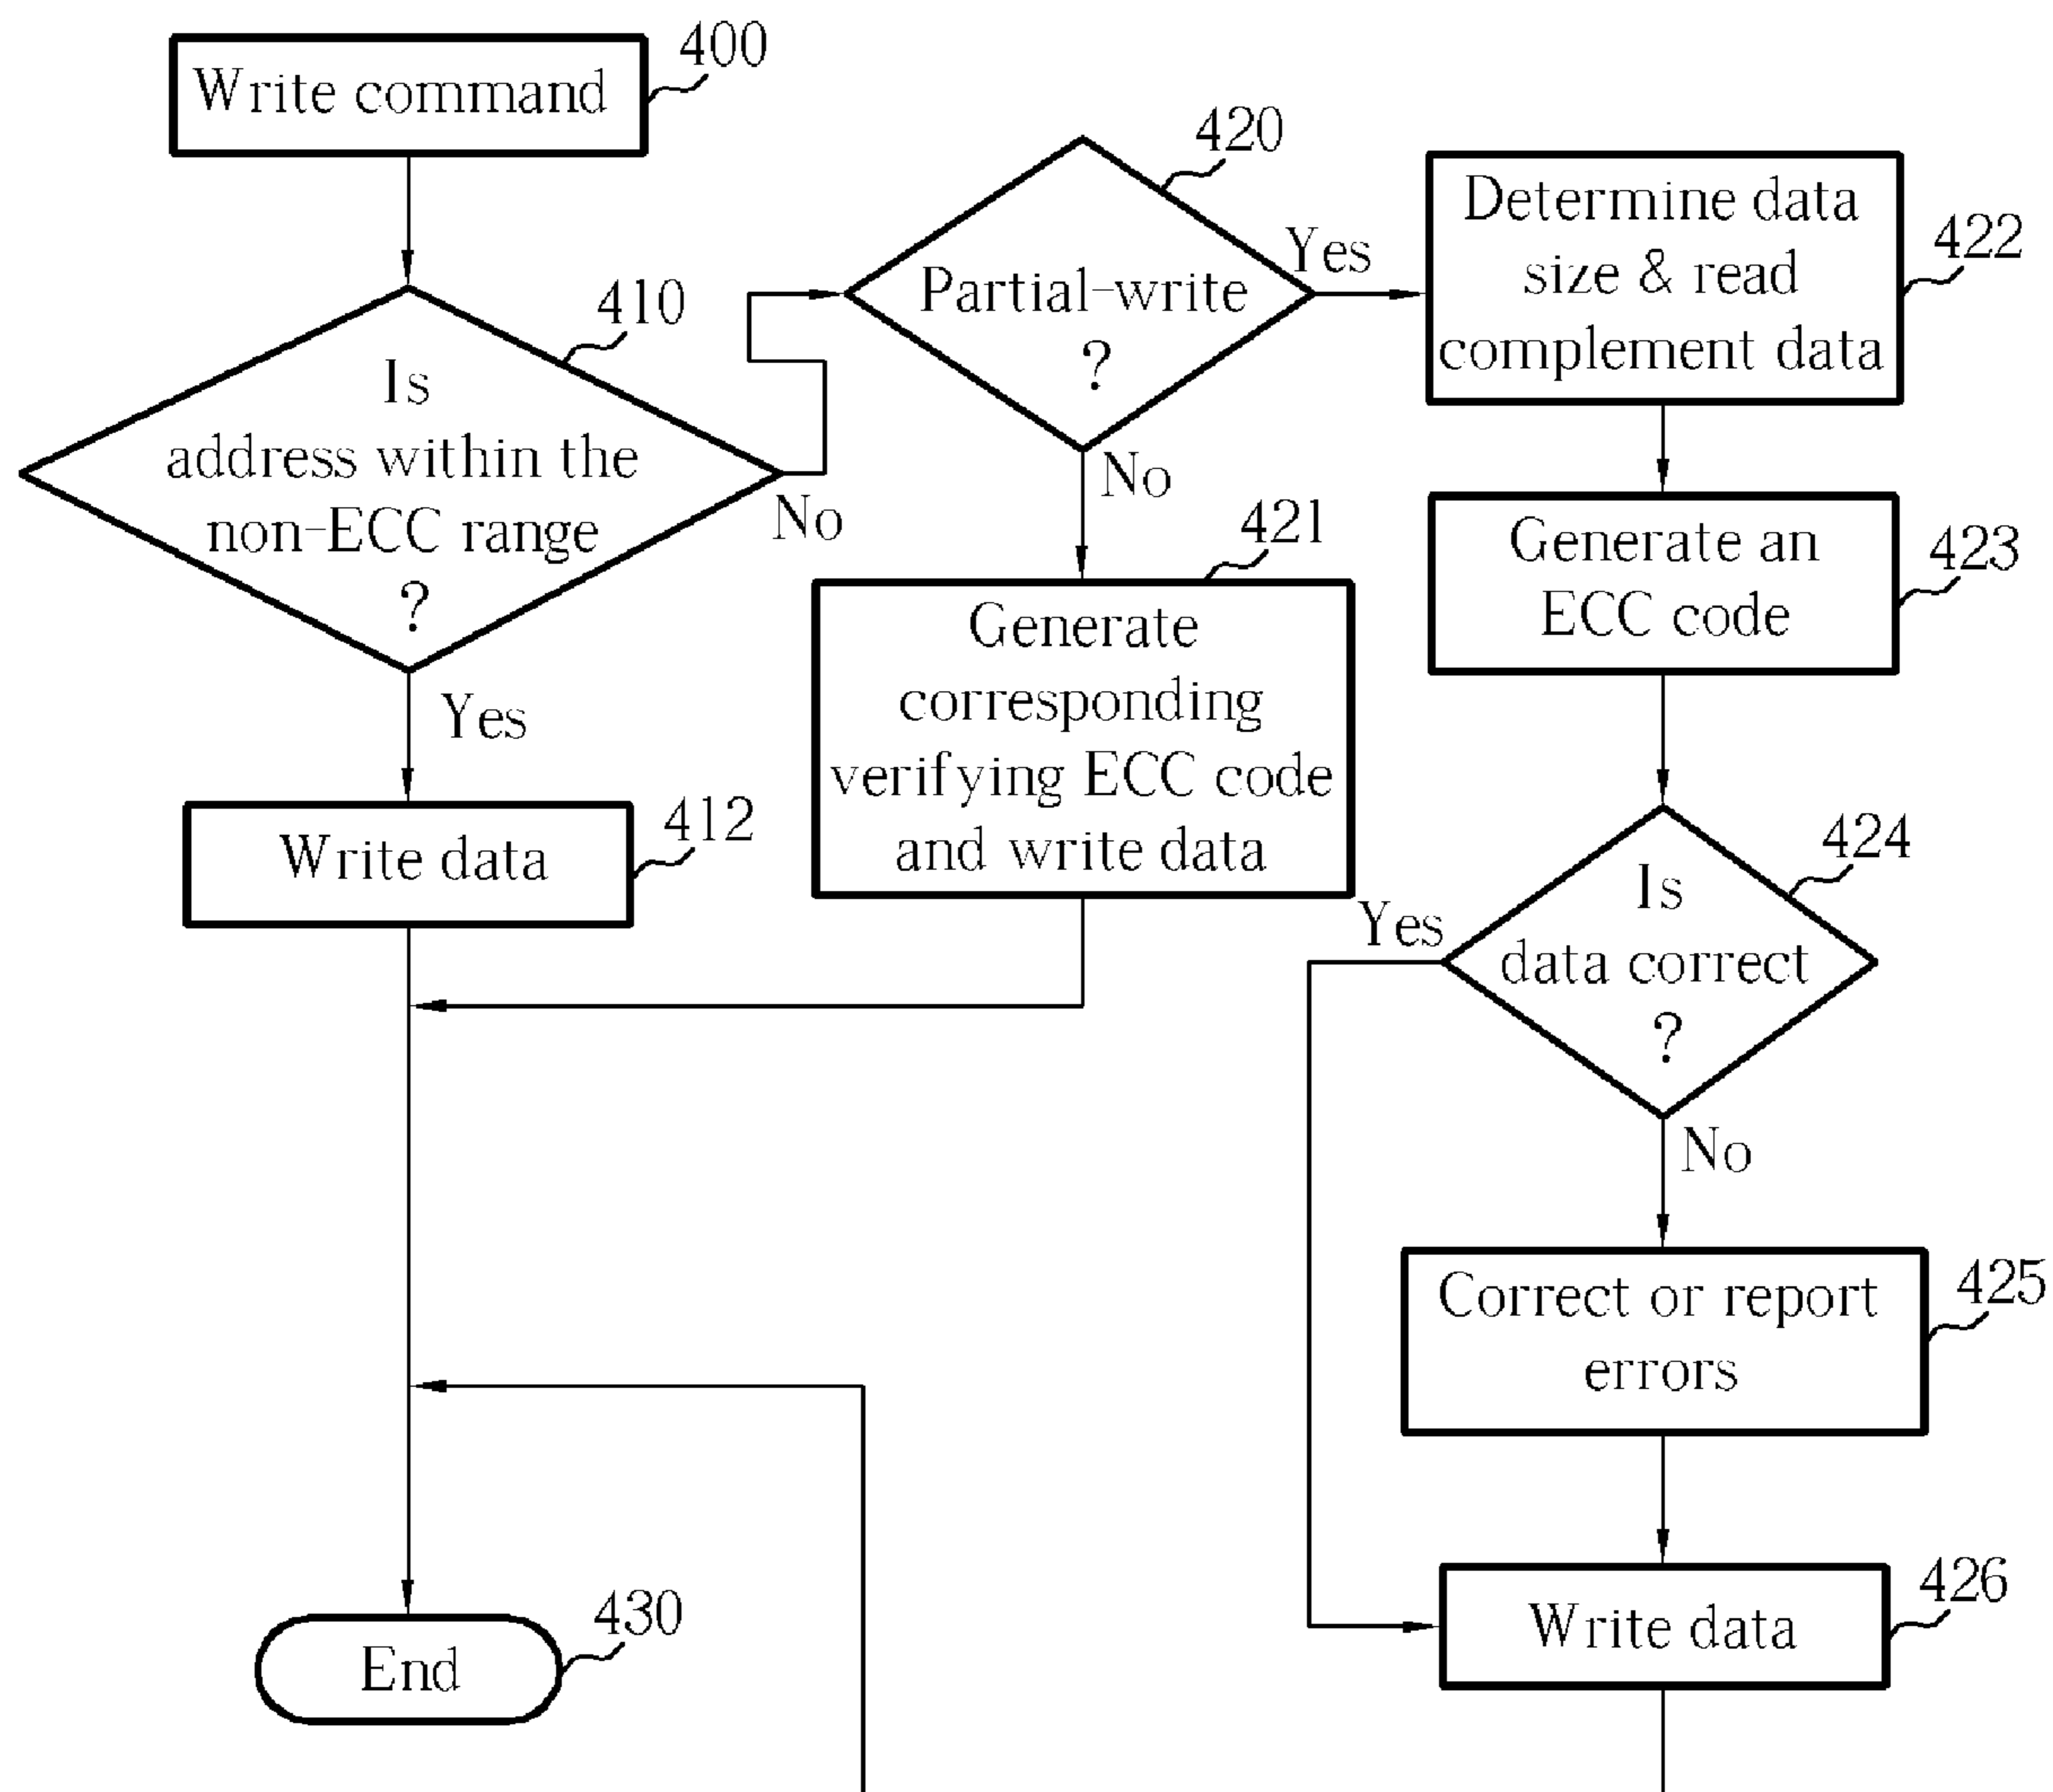 Write command
400
Is
address within the
non-ECC range
?
410
No
Yes
Write data
412
Partial-write
?
420
Yes
No
Generate
corresponding
verifying ECC code
and write data
421
Determine data
size & read
complement data
422
Generate an
ECC code
423
Is
data correct
?
424
Yes
No
Correct or report
errors
425
Write data
426
End
430